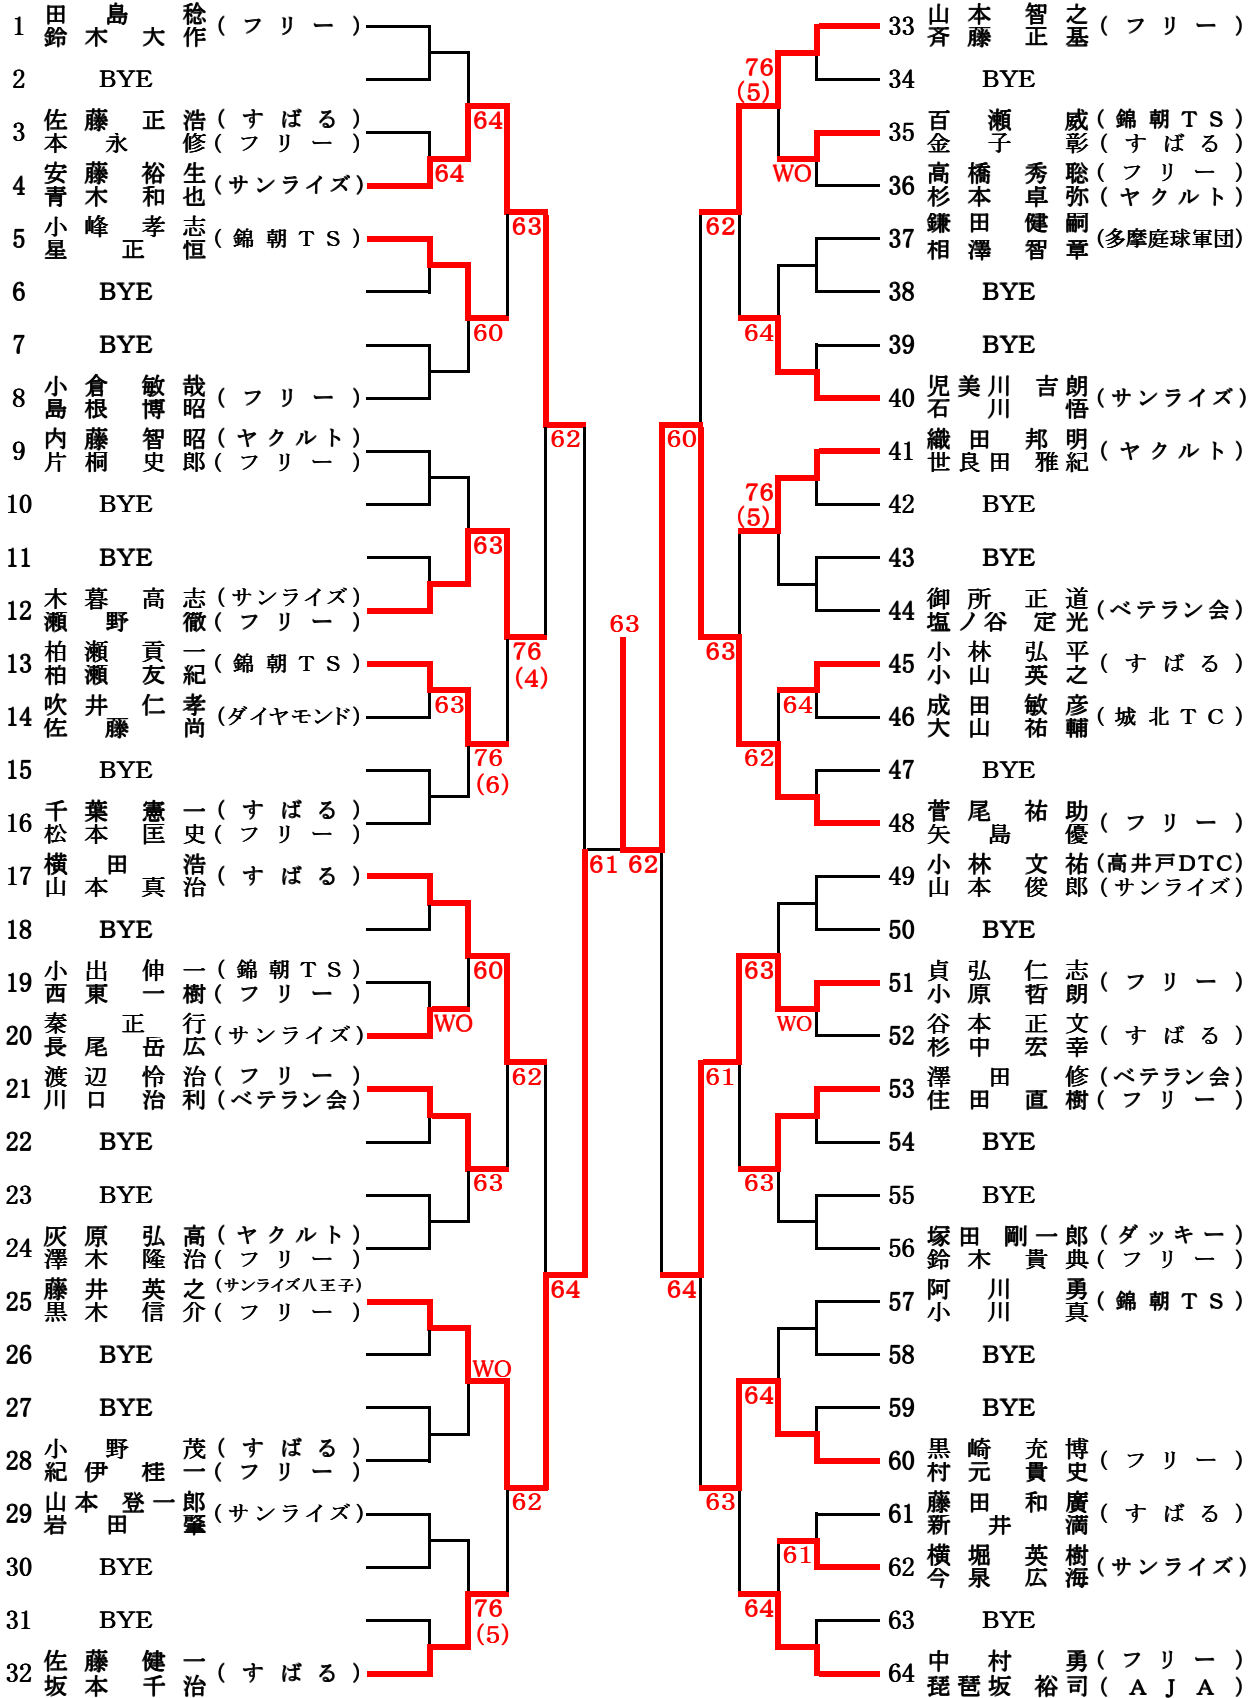 1 田島 稔 (フリー)
鈴木大作
2 BYE
3 佐藤正浩 (すばる)
本永 修 (フリー)
4 安藤裕生 (サンライズ)
青木和也
5 小峰孝志 (錦朝TS)
星 正恒
6 BYE
7 BYE
8 小倉敏哉 (フリー)
島根博昭
9 内藤智昭 (ヤクルト)
片桐史郎 (フリー)
10 BYE
11 BYE
12 木暮高志 (サンライズ)
瀬野 徹 (フリー)
13 柏瀬貢一 (錦朝TS)
柏瀬友紀
14 吹井仁孝 (ダイヤモンド)
佐藤 尚
15 BYE
16 千葉憲一 (すばる)
松本匡史 (フリー)
17 横田 浩 (すばる)
山本真治
18 BYE
19 小出伸一 (錦朝TS)
西東一樹 (フリー)
20 秦 正行 (サンライズ)
長尾岳広
21 渡辺怜治 (フリー)
川口治利 (ベテラン会)
22 BYE
23 BYE
24 灰原弘高 (ヤクルト)
澤木隆治 (フリー)
25 藤井英之 (サンライズ八王子)
黒木信介 (フリー)
26 BYE
27 BYE
28 小野 茂 (すばる)
紀伊桂一 (フリー)
29 山本登一郎 (サンライズ)
岩田 肇
30 BYE
31 BYE
32 佐藤健一 (すばる)
坂本千治
64
64
63
60
62
63
76
(4)
63
76
(6)
60
WO
62
63
64
WO
62
76
(5)
61
63
62
76
(5)
WO
62
64
60
76
(5)
63
64
62
63
WO
61
63
64
64
63
61
64
33 山本智之 (フリー)
斉藤正基
34 BYE
35 百瀬 威 (錦朝TS)
金子 彰 (すばる)
36 高橋秀聡 (フリー)
杉本卓弥 (ヤクルト)
37 鎌田健嗣 (多摩庭球軍団)
相澤智章
38 BYE
39 BYE
40 児美川吉朗 (サンライズ)
石川 悟
41 織田邦明 (ヤクルト)
世良田雅紀
42 BYE
43 BYE
44 御所正道 (ベテラン会)
塩ノ谷定光
45 小林弘平 (すばる)
小山英之
46 成田敏彦 (城北TC)
大山祐輔
47 BYE
48 菅尾祐助 (フリー)
矢島 優
49 小林文祐 (高井戸DTC)
山本俊郎 (サンライズ)
50 BYE
51 貞弘仁志 (フリー)
小原哲朗
52 谷本正文 (すばる)
杉中宏幸
53 澤田 修 (ベテラン会)
住田直樹 (フリー)
54 BYE
55 BYE
56 塚田剛一郎 (ダッキー)
鈴木貴典 (フリー)
57 阿川 勇 (錦朝TS)
小川 真
58 BYE
59 BYE
60 黒崎充博 (フリー)
村元貴史
61 藤田和廣 (すばる)
新井 満
62 横堀英樹 (サンライズ)
今泉広海
63 BYE
64 中村 勇 (フリー)
琵琶坂裕司 (AJA)